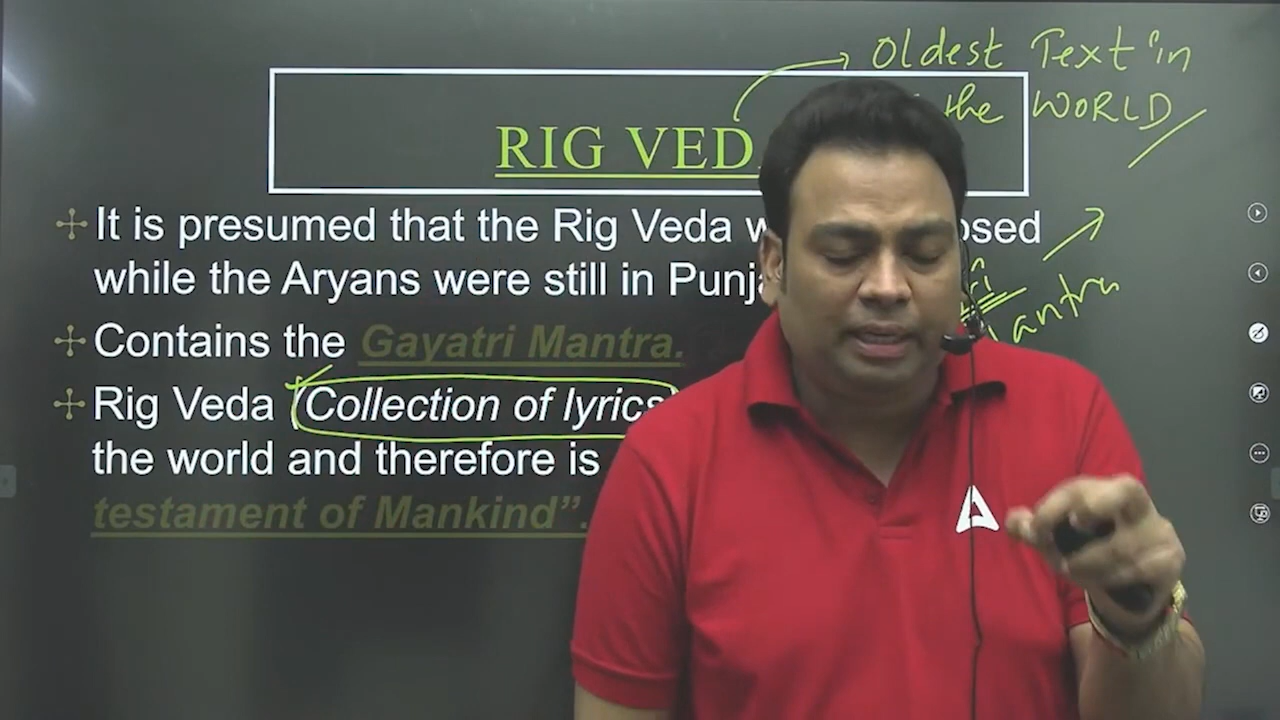 Oldest Text in
the WORLD
RIG VED
It is presumed that the Rig Veda w osed
while the Aryans were still in Punja
Mantra
Contains the Gayatri Mantra.
Rig Veda (Collection of lyrics)
the world and therefore is
testament of Mankind”.